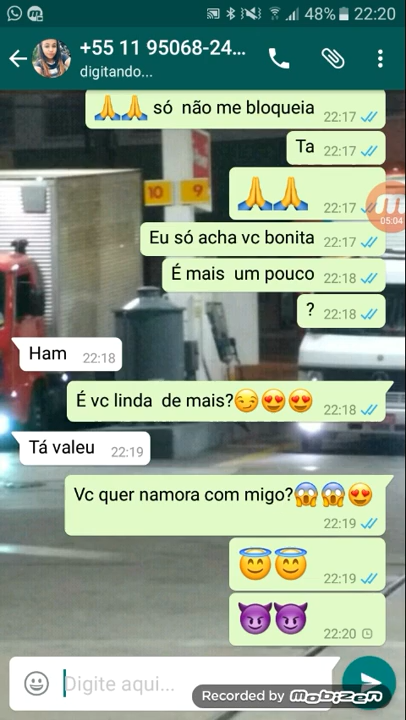 48% 22:20
+55 11 95068-24...
digitando...
🙏🙏 só não me bloqueia 22:17
Ta 22:17
🙏🙏 22:17
10 9
05:04
Eu só acha vc bonita 22:17
É mais um pouco 22:18
? 22:18
Ham 22:18
É vc linda de mais?😏😍😍 22:18
Tá valeu 22:19
Vc quer namora com migo?😱😱😍
22:19
😇😇 22:19
😈😈 22:20
Digite aqui...
Recorded by Mobizen